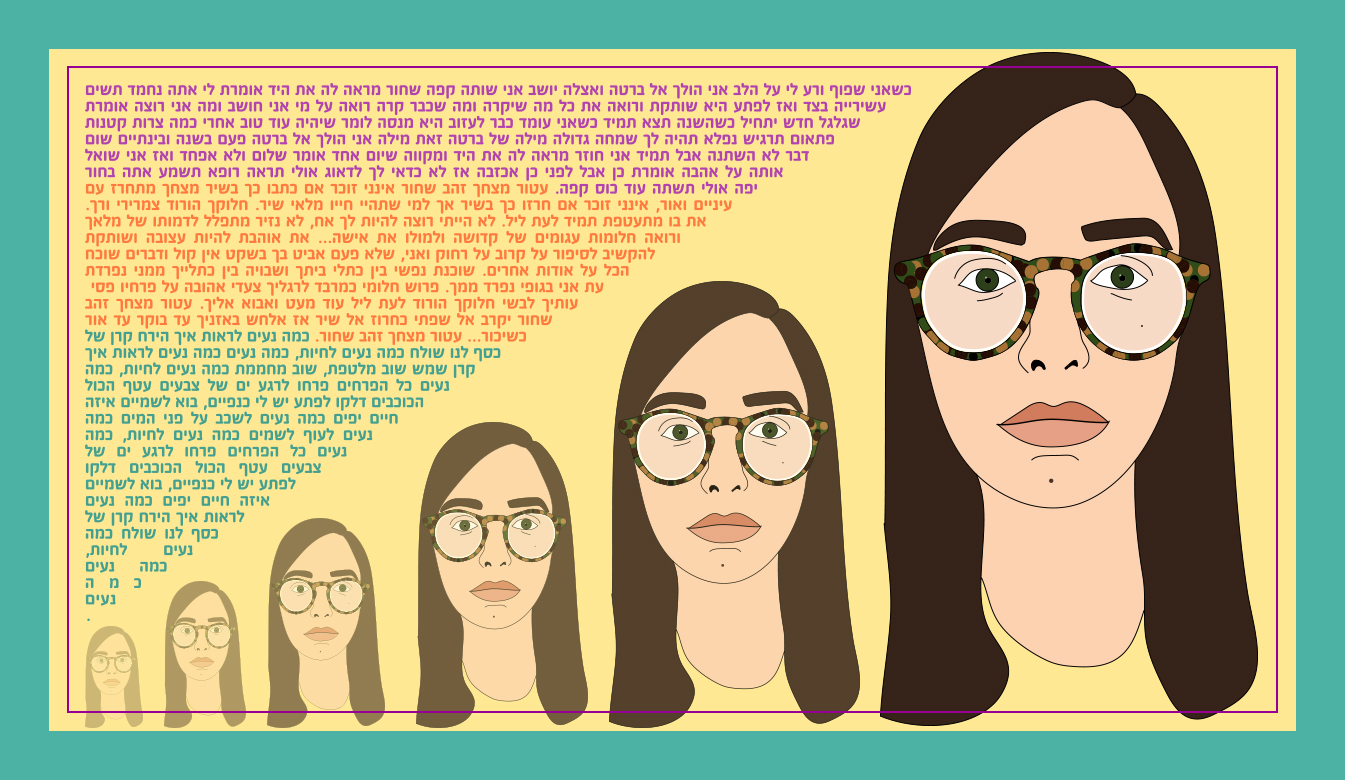 כשאני שפוף ורע לי על הלב אני הולך אל ברטה ואצלה יושב אני שותה קפה שחור מראה לה את היד אומרת לי אתה נחמד תשים
עשירייה בצד ואז לפתע היא שותקת ורואה את כל מה שיקרה ומה שכבר קרה רואה על מי אני חושב ומה אני רוצה אומרת
שגלגל חדש יתחיל כשהשנה תצא תמיד כשאני עומד כבר לעזוב היא מנסה לומר שיהיה עוד טוב אחרי כמה צרות קטנות
פתאום תרגיש נפלא תהיה לך שמחה גדולה מילה של ברטה זאת מילה אני הולך אל ברטה פעם בשנה ובינתיים שום
דבר לא השתנה אבל תמיד אני חוזר מראה לה את היד ומקווה שיום אחד אומר שלום ולא אפחד ואז אני שואל
אותה על אהבה אומרת כן אבל לפני כן אכזבה אז לא כדאי לך לדאוג אולי תראה רופא תשמע אתה בחור
יפה אולי תשתה עוד כוס קפה. עטור מצחך זהב שחור אינני זוכר אם כתבו כך בשיר מצחך מתחרז עם
עיניים ואור, אינני זוכר אם חרזו כך בשיר אך למי שתהיי חייו מלאי שיר. חלוקך הורוד צמרירי ורך.
את בו מתעטפת תמיד לעת ליל. לא הייתי רוצה להיות לך אח, לא נזיר מתפלל לדמותו של מלאך
ורואה חלומות עגומים של קדושה ולמולו את אישה... את אוהבת להיות עצובה ושותקת
להקשיב לסיפור על קרוב על רחוק ואני, שלא פעם אביט בך בשקט אין קול ודברים שוכח
הכל על אודות אחרים. שוכנת נפשי בין כתלי ביתך ושבויה בין כתלייך ממני נפרדת
עת אני בגופי נפרד ממך. פרוש חלומי כמרבד לרגליך צעדי אהובה על פרחיו פסי
עותיך לבשי חלוקך הורוד לעת ליל עוד מעט ואבוא אליך. עטור מצחך זהב
שחור יקרב אל שפתי כחרוז אל שיר אז אלחש באזניך עד בוקר עד אור
כשיכור... עטור מצחך זהב שחור. כמה נעים לראות איך הירח קרן של
כסף לנו שולח כמה נעים לחיות, כמה נעים כמה נעים לראות איך
קרן שמש שוב מלטפת, שוב מחממת כמה נעים לחיות, כמה
נעים כל הפרחים פרחו לרגע ים של צבעים עטף הכול
הכוכבים דלקו לפתע יש לי כנפיים, בוא לשמיים איזה
חיים יפים כמה נעים לשכב על פני המים כמה
נעים לעוף לשמים כמה נעים לחיות, כמה
נעים כל הפרחים פרחו לרגע ים של
צבעים עטף הכול הכוכבים דלקו
לפתע יש לי כנפיים, בוא לשמיים
איזה חיים יפים כמה נעים
לראות איך הירח קרן של
כסף לנו שולח כמה
נעים לחיות,
כמה נעים
כ מ ה
נעים
.